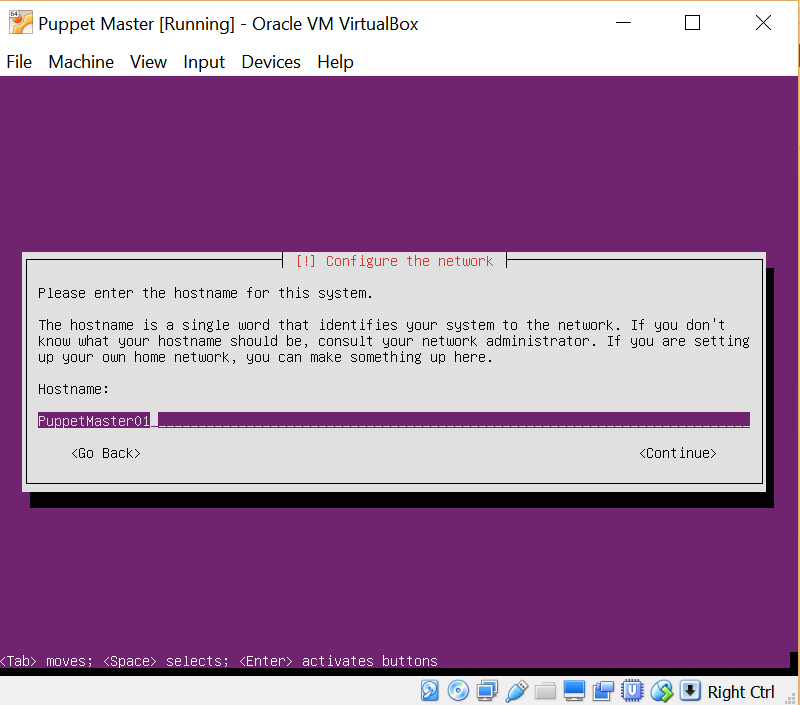 Puppet Master [Running] - Oracle VM VirtualBox
File Machine View Input Devices Help
[!] Configure the network
Please enter the hostname for this system.
The hostname is a single word that identifies your system to the network. If you don't
know what your hostname should be, consult your network administrator. If you are setting
up your own home network, you can make something up here.
Hostname:
PuppetMaster01
<Go Back> <Continue>
<Tab> moves; <Space> selects; <Enter> activates buttons
Right Ctrl